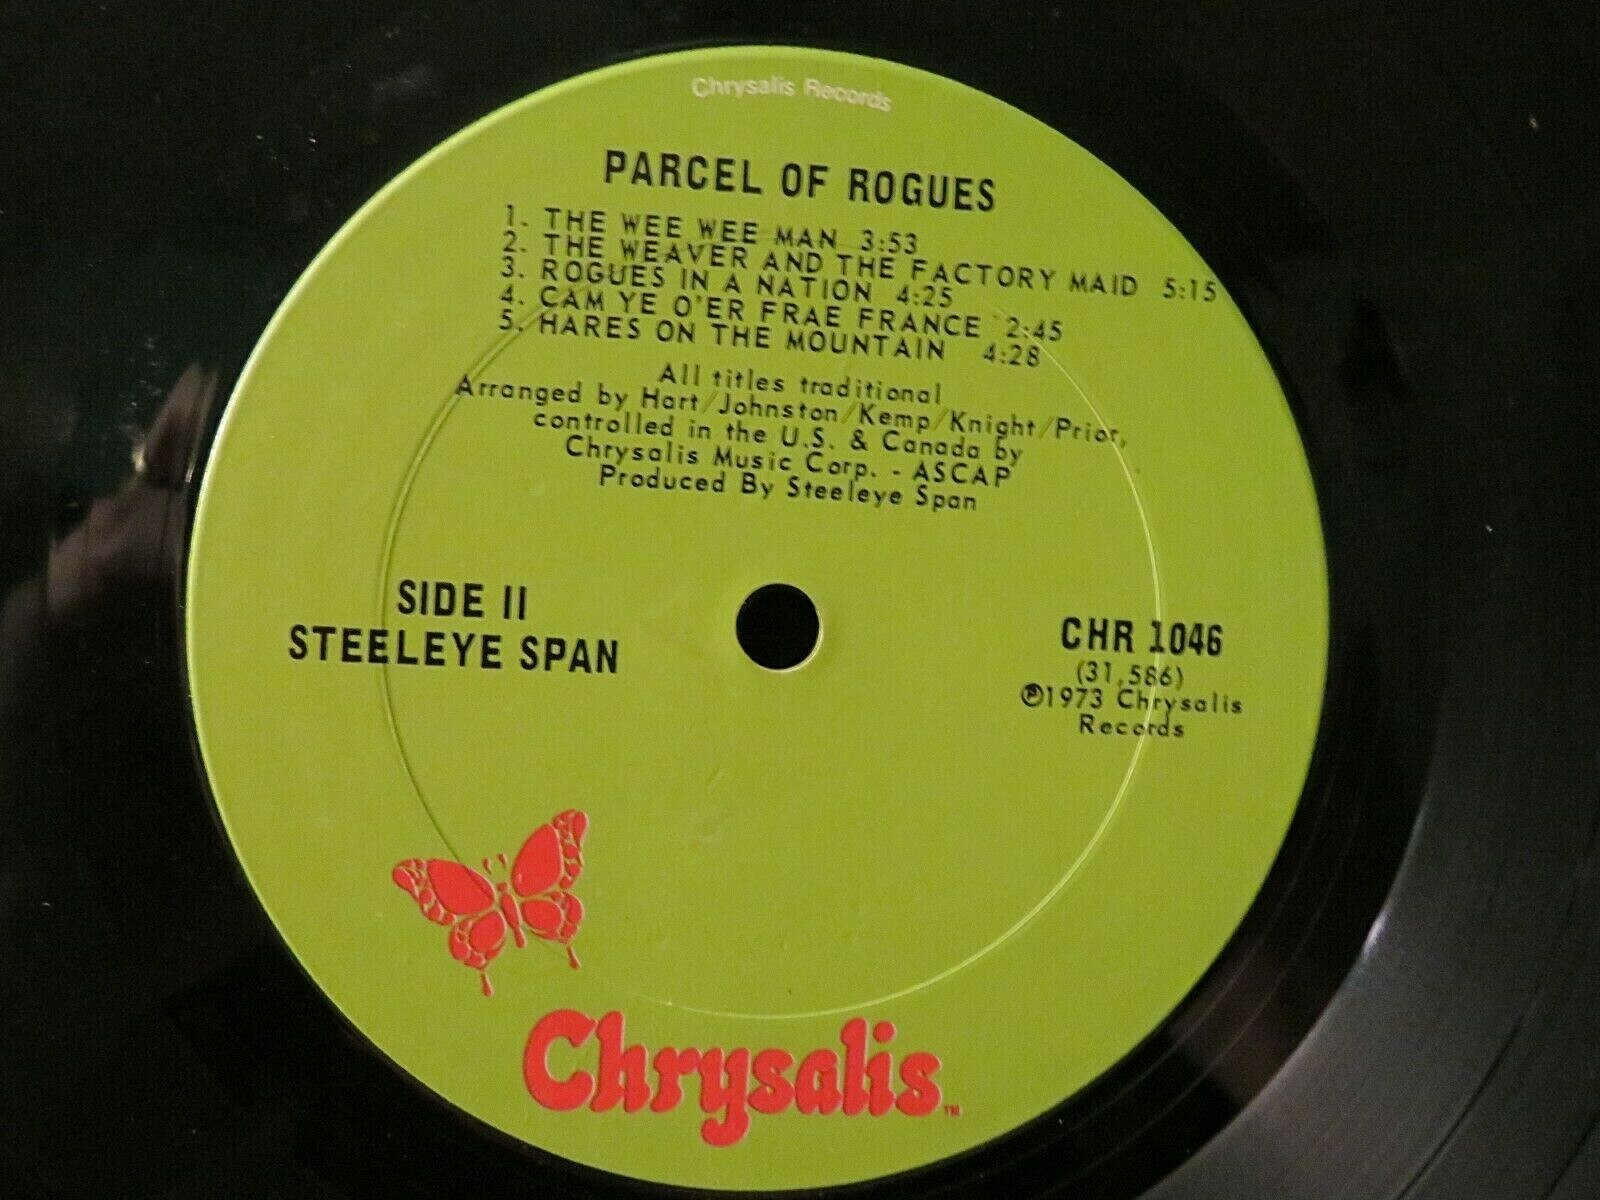 Chrysalis Records
PARCEL OF ROGUES
1. THE WEE WEE MAN 3:53
2. THE WEAVER AND THE FACTORY MAID 5:15
3. ROGUES IN A NATION 4:25
4. CAM YE O'ER FRAE FRANCE 2:45
5. HARES ON THE MOUNTAIN 4:28
All titles traditional
Arranged by Hart/Johnston/Kemp/Knight/Prior,
controlled in the U.S. & Canada by
Chrysalis Music Corp. - ASCAP
Produced By Steeleye Span
SIDE II
STEELEYE SPAN
CHR 1046
(31,586)
℗1973 Chrysalis
Records
Chrysalis™